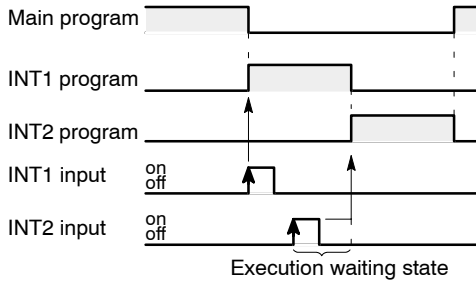 Main program
INT1 program
INT2 program
INT1 input
on
off
INT2 input
on
off
Execution waiting state